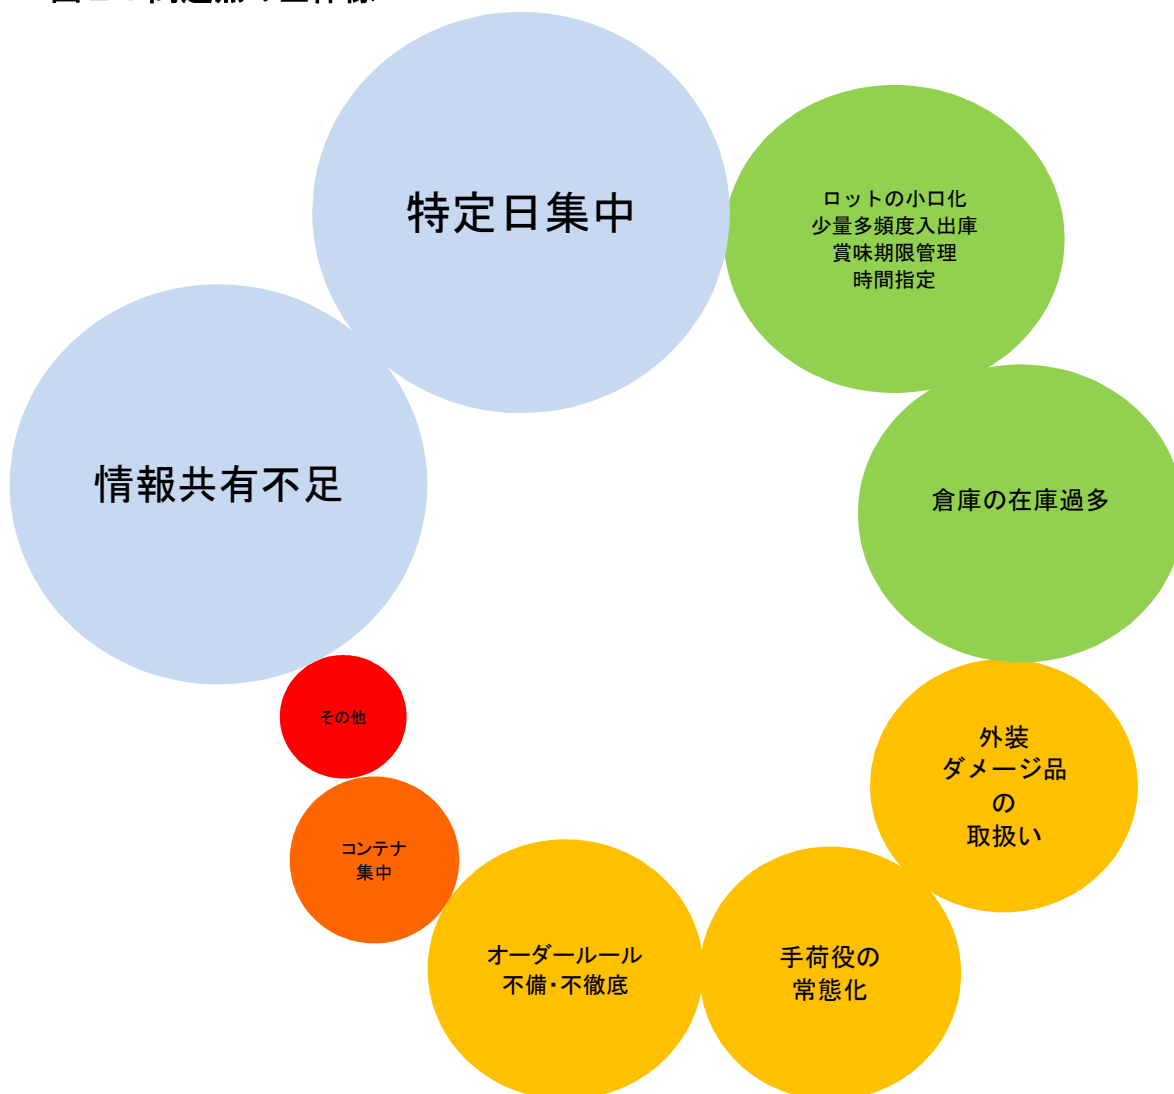 特定日集中
ロットの小口化
少量多頻度入出庫
賞味期限管理
時間指定
情報共有不足
倉庫の在庫過多
その他
外装
ダメージ品
の
取扱い
コンテナ
集中
オーダールール
不備・不徹底
手荷役の
常態化